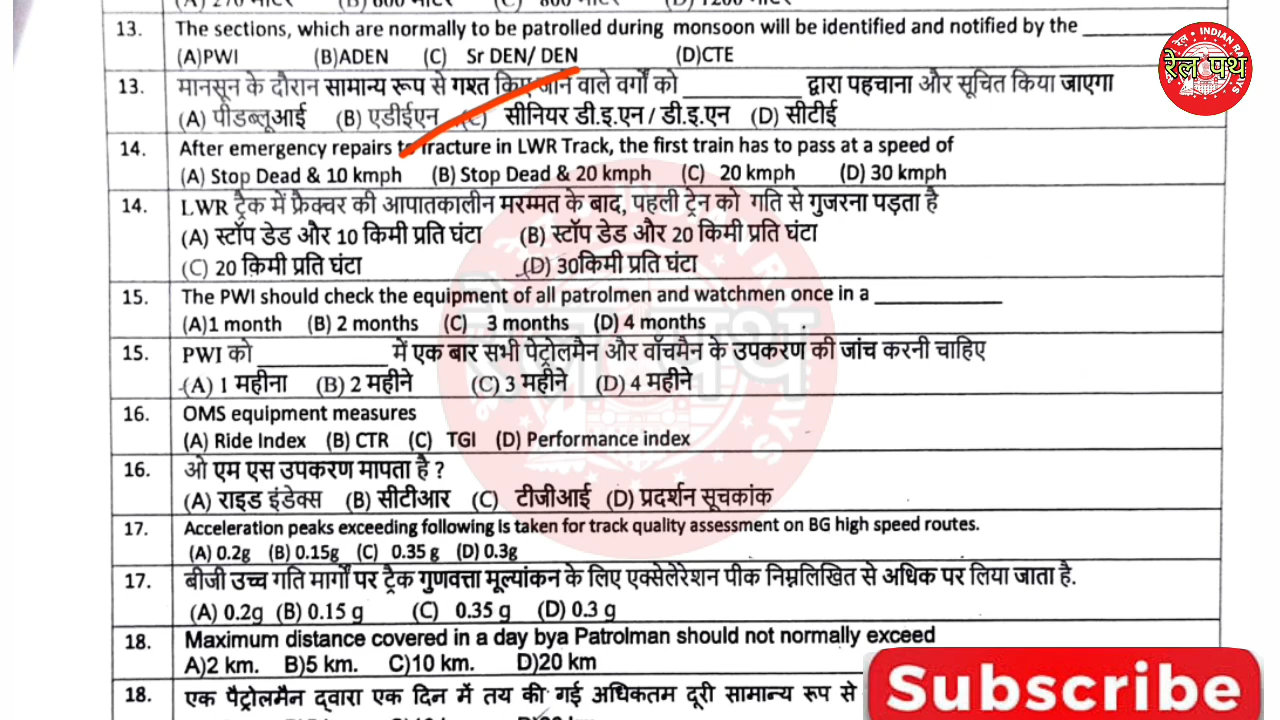 (A) 270 मीटर (B) 600 मीटर (C) 800 मीटर (D) 1200 मीटर
13. The sections, which are normally to be patrolled during monsoon will be identified and notified by the ___________
(A)PWI (B)ADEN (C) Sr DEN/ DEN (D)CTE
13. मानसून के दौरान सामान्य रूप से गश्त किए जाने वाले वर्गों को ___________ द्वारा पहचाना और सूचित किया जाएगा
(A) पीडब्लूआई (B) एडीईएन (C) सीनियर डी.इ.एन / डी.इ.एन (D) सीटीई
14. After emergency repairs to fracture in LWR Track, the first train has to pass at a speed of
(A) Stop Dead & 10 kmph (B) Stop Dead & 20 kmph (C) 20 kmph (D) 30 kmph
14. LWR ट्रैक में फ्रैक्चर की आपातकालीन मरम्मत के बाद, पहली ट्रेन को गति से गुजरना पड़ता है
(A) स्टॉप डेड और 10 किमी प्रति घंटा (B) स्टॉप डेड और 20 किमी प्रति घंटा
(C) 20 किमी प्रति घंटा (D) 30किमी प्रति घंटा
15. The PWI should check the equipment of all patrolmen and watchmen once in a ___________
(A)1 month (B) 2 months (C) 3 months (D) 4 months
15. PWI को ___________ में एक बार सभी पेट्रोलमैन और वॉचमैन के उपकरण की जांच करनी चाहिए
(A) 1 महीना (B) 2 महीने (C) 3 महीने (D) 4 महीने
16. OMS equipment measures
(A) Ride Index (B) CTR (C) TGI (D) Performance index
16. ओ एम एस उपकरण मापता है ?
(A) राइड इंडेक्स (B) सीटीआर (C) टीजीआई (D) प्रदर्शन सूचकांक
17. Acceleration peaks exceeding following is taken for track quality assessment on BG high speed routes.
(A) 0.2g (B) 0.15g (C) 0.35 g (D) 0.3g
17. बीजी उच्च गति मार्गों पर ट्रैक गुणवत्ता मूल्यांकन के लिए एक्सेलेरेशन पीक निम्नलिखित से अधिक पर लिया जाता है.
(A) 0.2g (B) 0.15 g (C) 0.35 g (D) 0.3 g
18. Maximum distance covered in a day bya Patrolman should not normally exceed
A)2 km. B)5 km. C)10 km. D)20 km
18. एक पैट्रोलमैन द्वारा एक दिन में तय की गई अधिकतम दूरी सामान्य रूप से
रेल पथ
Subscribe